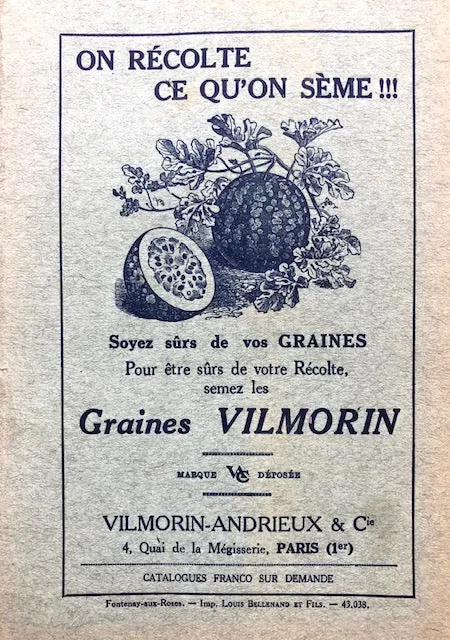 ON RÉCOLTE
CE QU'ON SÈME !!!
Soyez sûrs de vos GRAINES
Pour être sûrs de votre Récolte,
semez les
Graines VILMORIN
MARQUE VAC DÉPOSÉE
VILMORIN-ANDRIEUX & Cie
4, Quai de la Mégisserie, PARIS (1er)
CATALOGUES FRANCO SUR DEMANDE
Fontenay-aux-Roses. — Imp. LOUIS BELLENAND ET FILS. — 43.038.